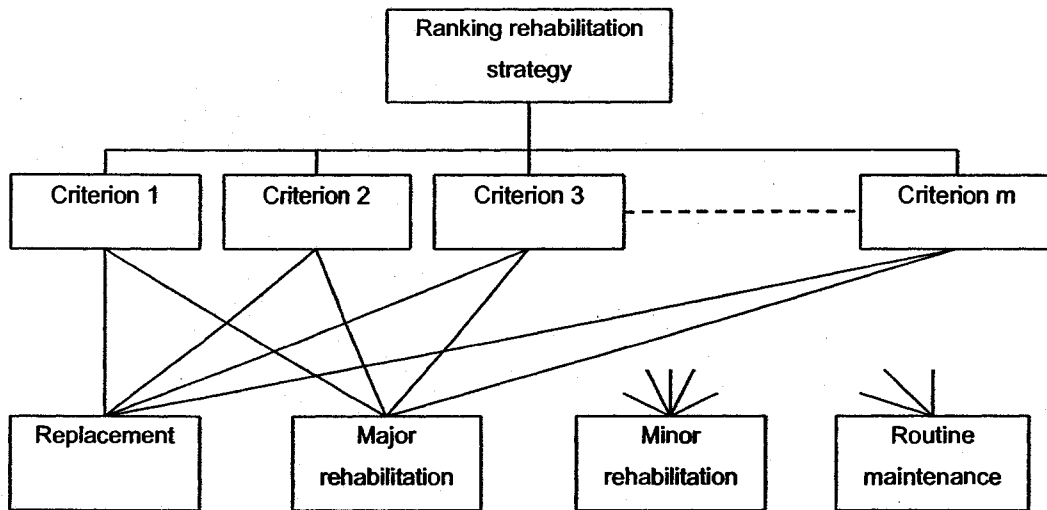 Ranking rehabilitation
strategy
Criterion 1
Criterion 2
Criterion 3
Criterion m
Replacement
Major
rehabilitation
Minor
rehabilitation
Routine
maintenance